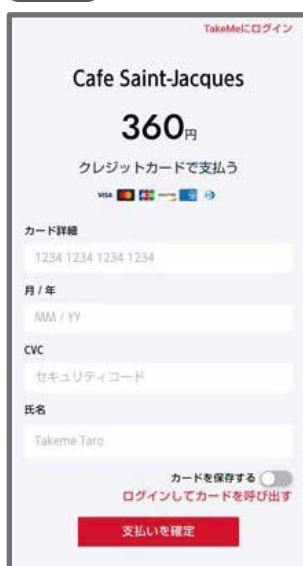 TakeMeにログイン
Cafe Saint-Jacques
360円
クレジットカードで支払う
VISA
カード詳細
1234 1234 1234 1234
月 / 年
MM / YY
CVC
セキュリティコード
氏名
Takeme Taro
カードを保存する
ログインしてカードを呼び出す
支払いを確定